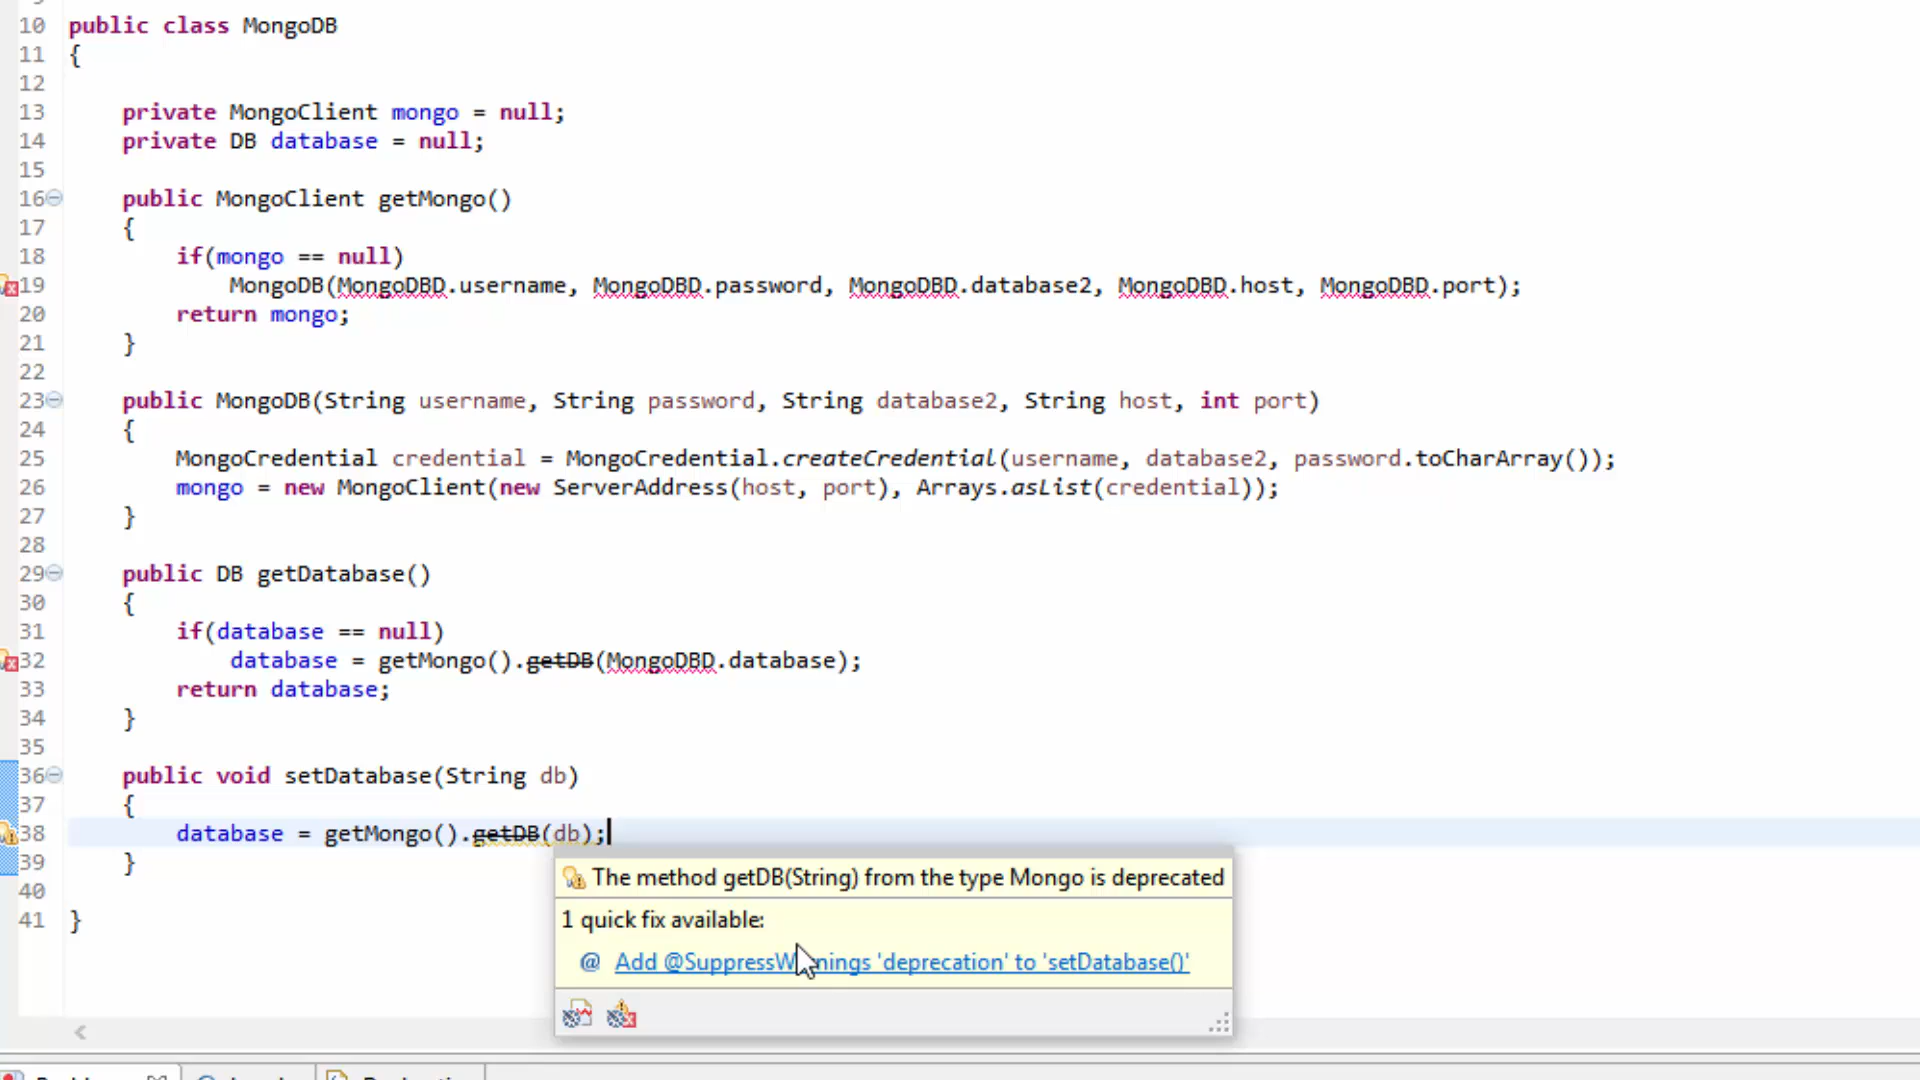 10 public class MongoDB
11 {
12
13 private MongoClient mongo = null;
14 private DB database = null;
15
16 public MongoClient getMongo()
17 {
18 if(mongo == null)
19 MongoDB(MongoDBD.username, MongoDBD.password, MongoDBD.database2, MongoDBD.host, MongoDBD.port);
20 return mongo;
21 }
22
23 public MongoDB(String username, String password, String database2, String host, int port)
24 {
25 MongoCredential credential = MongoCredential.createCredential(username, database2, password.toCharArray());
26 mongo = new MongoClient(new ServerAddress(host, port), Arrays.asList(credential));
27 }
28
29 public DB getDatabase()
30 {
31 if(database == null)
32 database = getMongo().getDB(MongoDBD.database);
33 return database;
34 }
35
36 public void setDatabase(String db)
37 {
38 database = getMongo().getDB(db);
39 }
40
41 }
The method getDB(String) from the type Mongo is deprecated
1 quick fix available:
@ Add @SuppressWarnings 'deprecation' to 'setDatabase()'